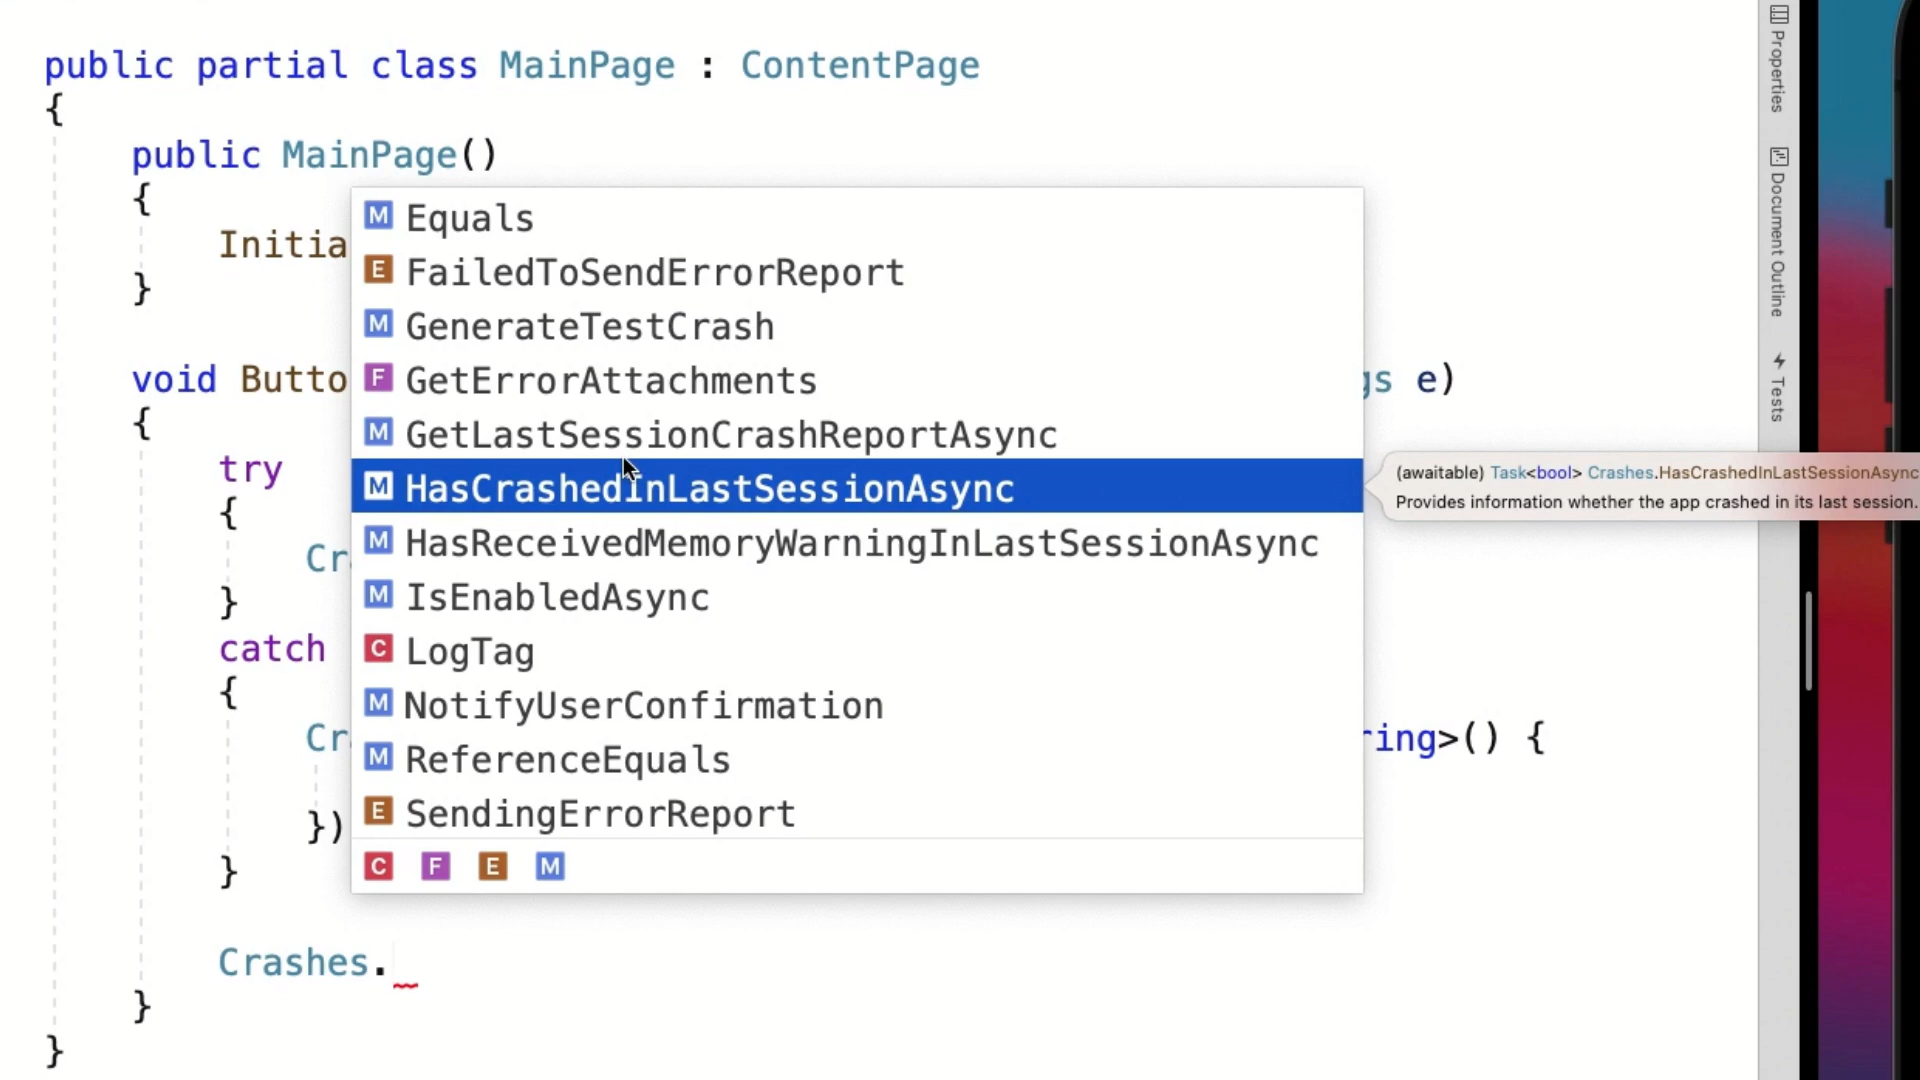 public partial class MainPage : ContentPage
{
public MainPage()
{
Initia
}
void Butto gs e)
{
try
{
Cr
}
catch
{
Cr ring>() {
})
}
Crashes.
}
}
M Equals
E FailedToSendErrorReport
M GenerateTestCrash
F GetErrorAttachments
M GetLastSessionCrashReportAsync
M HasCrashedInLastSessionAsync
M HasReceivedMemoryWarningInLastSessionAsync
M IsEnabledAsync
C LogTag
M NotifyUserConfirmation
M ReferenceEquals
E SendingErrorReport
C F E M
(awaitable) Task<bool> Crashes.HasCrashedInLastSessionAsync
Provides information whether the app crashed in its last session.
Properties
Document Outline
Tests